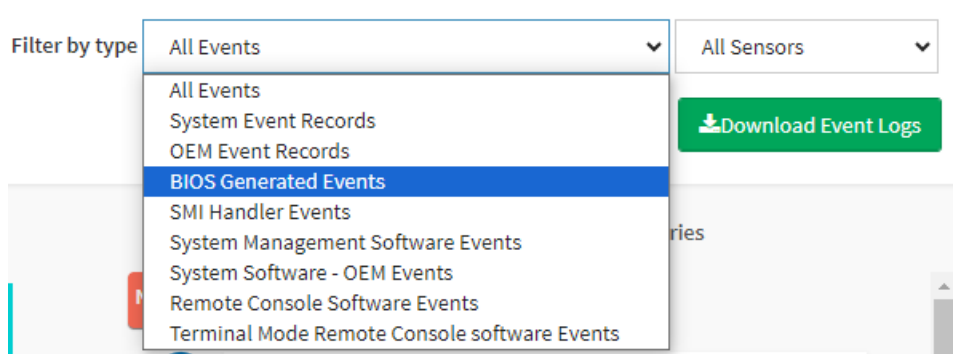 Filter by type All Events All Sensors
All Events
System Event Records
Download Event Logs
OEM Event Records
BIOS Generated Events
SMI Handler Events
System Management Software Events
System Software - OEM Events
Remote Console Software Events
Terminal Mode Remote Console software Events